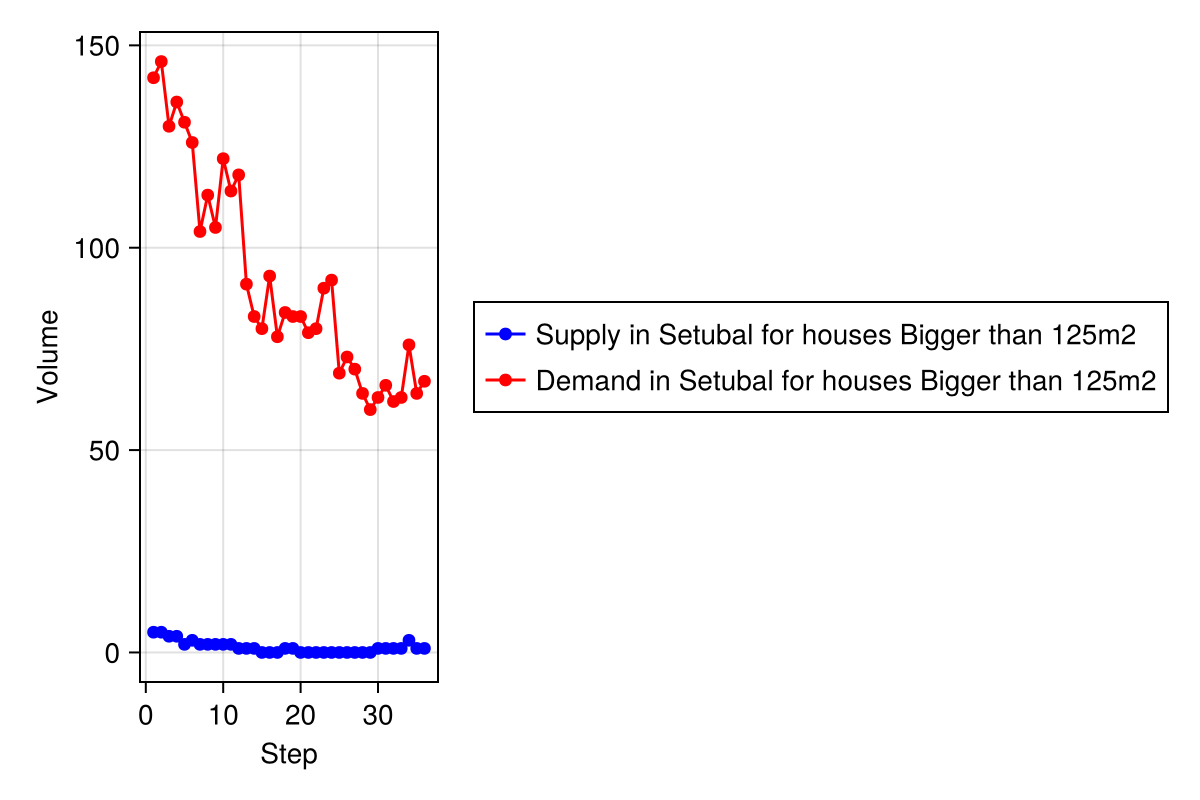 150
100
50
0
Volume
0 10 20 30
Step
Supply in Setubal for houses Bigger than 125m2
Demand in Setubal for houses Bigger than 125m2